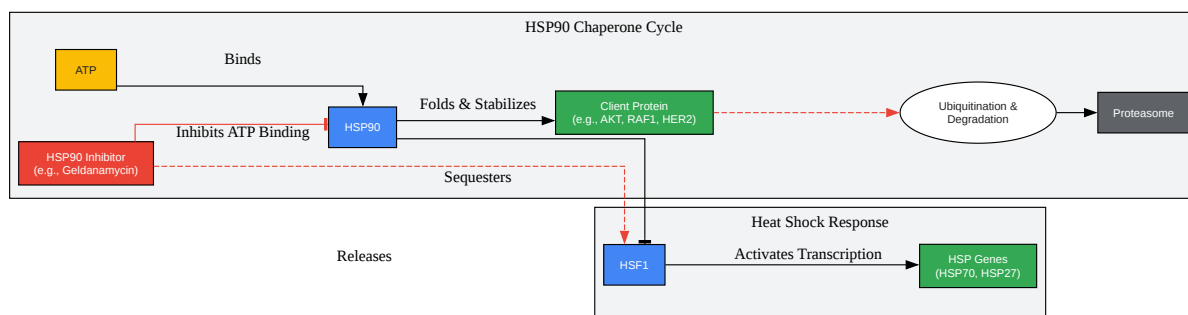 HSP90 Chaperone Cycle
Binds
ATP
Folds & Stabilizes
Client Protein
(e.g., AKT, RAF1, HER2)
Ubiquitination &
Degradation
Proteasome
HSP90
Inhibits ATP Binding
HSP90 Inhibitor
(e.g., Geldanamycin)
Sequesters
Heat Shock Response
Releases
HSF1
Activates Transcription
HSP Genes
(HSP70, HSP27)